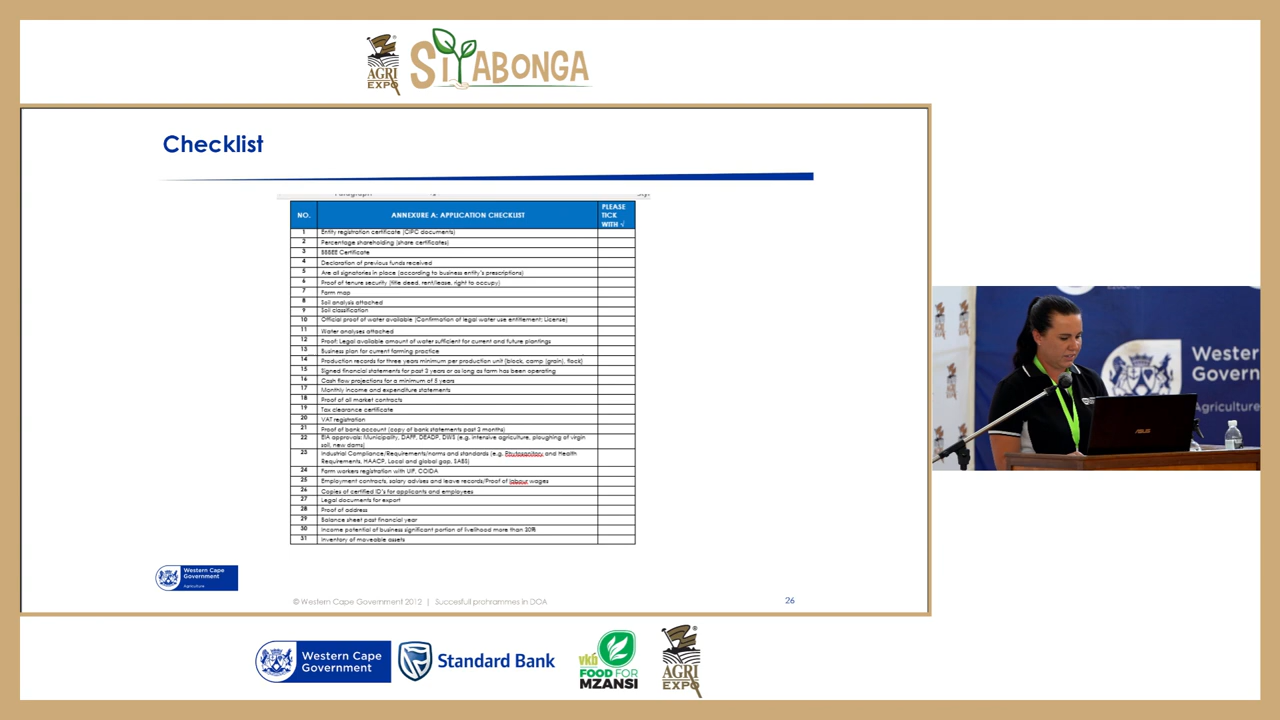 AGRI
EXPO
SIYABONGA
Checklist
NO.
ANNEXURE A: APPLICATION CHECKLIST
PLEASE
TICK
WITH √
1 Entity registration certificate (CIPC documents)
2 Percentage shareholding (share certificates)
3 BBBEE Certificate
4 Declaration of previous funds received
5 Are all signatories in place (according to business entity's prescriptions)
6 Proof of tenure security (title deed, rent/lease, right to occupy)
7 Farm map
8 Soil analysis attached
9 Soil classification
10 Official proof of water available (Confirmation of legal water use entitlement; License)
11 Water analyses attached
12 Proof: Legal available amount of water sufficient for current and future plantings
13 Business plan for current farming practice
14 Production records for three years minimum per production unit (block, camp (grain), flock)
15 Signed financial statements for past 3 years or as long as farm has been operating
16 Cash flow projections for a minimum of 5 years
17 Monthly income and expenditure statements
18 Proof of all market contracts
19 Tax clearance certificate
20 VAT registration
21 Proof of bank account (copy of bank statements past 3 months)
22 EIA approvals: Municipality, DAFF, DEADP, DWS (e.g. intensive agriculture, ploughing of virgin
soil, new dams)
23 Industrial Compliance/Requirements/norms and standards (e.g. Phytosanitary and Health
Requirements, HAACP, Local and global gap, SABS)
24 Farm workers registration with UIF, COIDA
25 Employment contracts, salary advises and leave records/Proof of labour wages
26 Copies of certified ID's for applicants and employees
27 Legal documents for export
28 Proof of address
29 Balance sheet past financial year
30 Income potential of business significant portion of livelihood more than 20%
31 Inventory of moveable assets
Western Cape
Government
Agriculture
© Western Cape Government 2012 | Succesfull prohrammes in DOA
26
Wester
Govern
Agriculture
ASUS
Western Cape
Government
Standard Bank
vkb
FOOD FOR
MZANSI
AGRI
EXPO